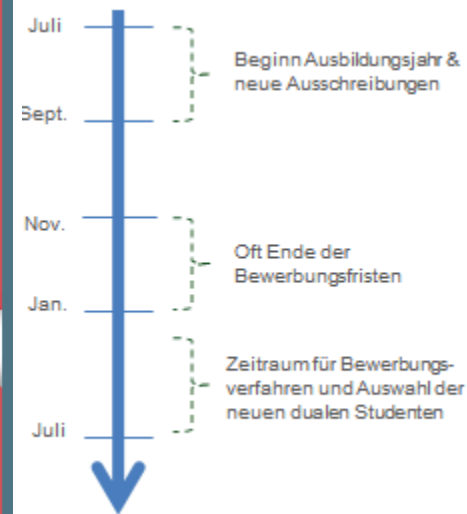 Juli
Beginn Ausbildungsjahr &
neue Ausschreibungen
Sept.
Nov.
Oft Ende der
Bewerbungsfristen
Jan.
Zeitraum für Bewerbungs-
verfahren und Auswahl der
neuen dualen Studenten
Juli